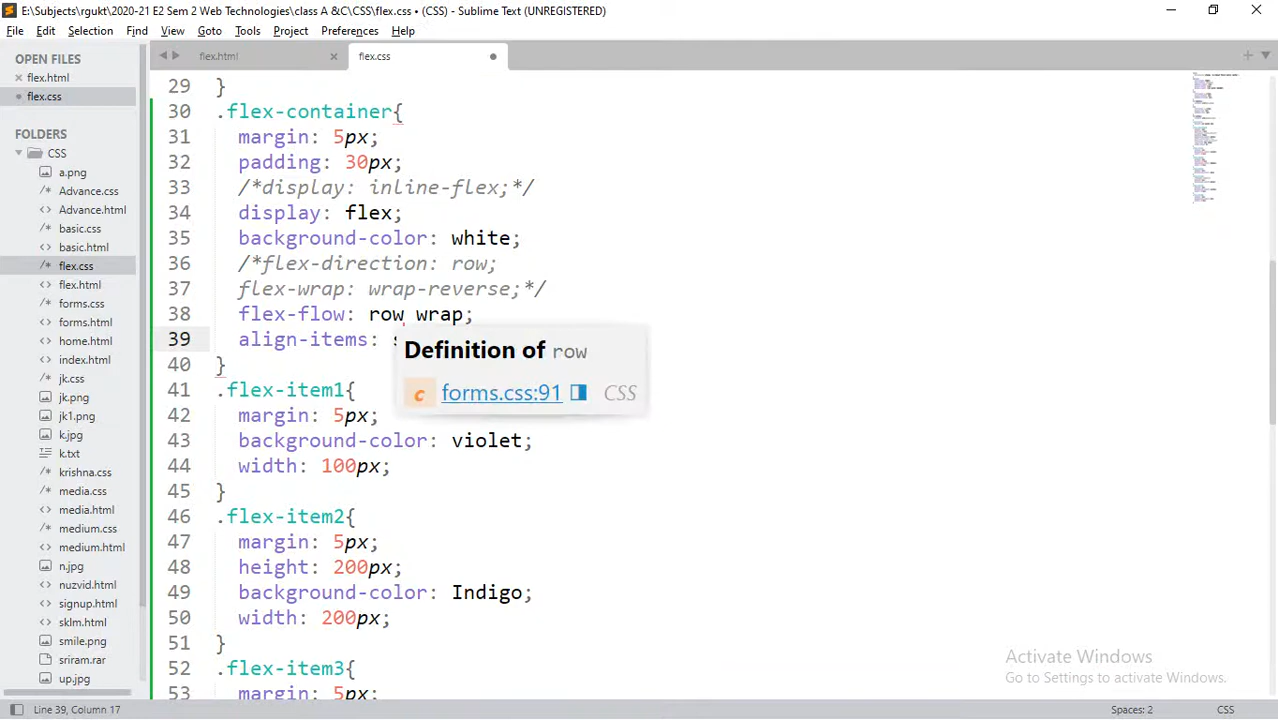 E:\Subjects\rgukt\2020-21 E2 Sem 2 Web Technologies\class A &C\CSS\flex.css • (CSS) - Sublime Text (UNREGISTERED)
File Edit Selection Find View Goto Tools Project Preferences Help
OPEN FILES
flex.html
flex.css
FOLDERS
CSS
a.png
/* Advance.css
<> Advance.html
/* basic.css
<> basic.html
/* flex.css
<> flex.html
/* forms.css
<> forms.html
<> home.html
<> index.html
/* jk.css
jk.png
jk1.png
k.jpg
k.txt
/* krishna.css
/* media.css
<> media.html
/* medium.css
<> medium.html
n.jpg
<> nuzvid.html
<> signup.html
<> sklm.html
smile.png
sriram.rar
up.jpg
flex.html
flex.css
29 }
30 .flex-container{
31 margin: 5px;
32 padding: 30px;
33 /*display: inline-flex;*/
34 display: flex;
35 background-color: white;
36 /*flex-direction: row;
37 flex-wrap: wrap-reverse;*/
38 flex-flow: row wrap;
39 align-items:
Definition of row
c forms.css:91 CSS
40 }
41 .flex-item1{
42 margin: 5px;
43 background-color: violet;
44 width: 100px;
45 }
46 .flex-item2{
47 margin: 5px;
48 height: 200px;
49 background-color: Indigo;
50 width: 200px;
51 }
52 .flex-item3{
53 margin: 5px;
Activate Windows
Go to Settings to activate Windows.
Line 39, Column 17
Spaces: 2
CSS